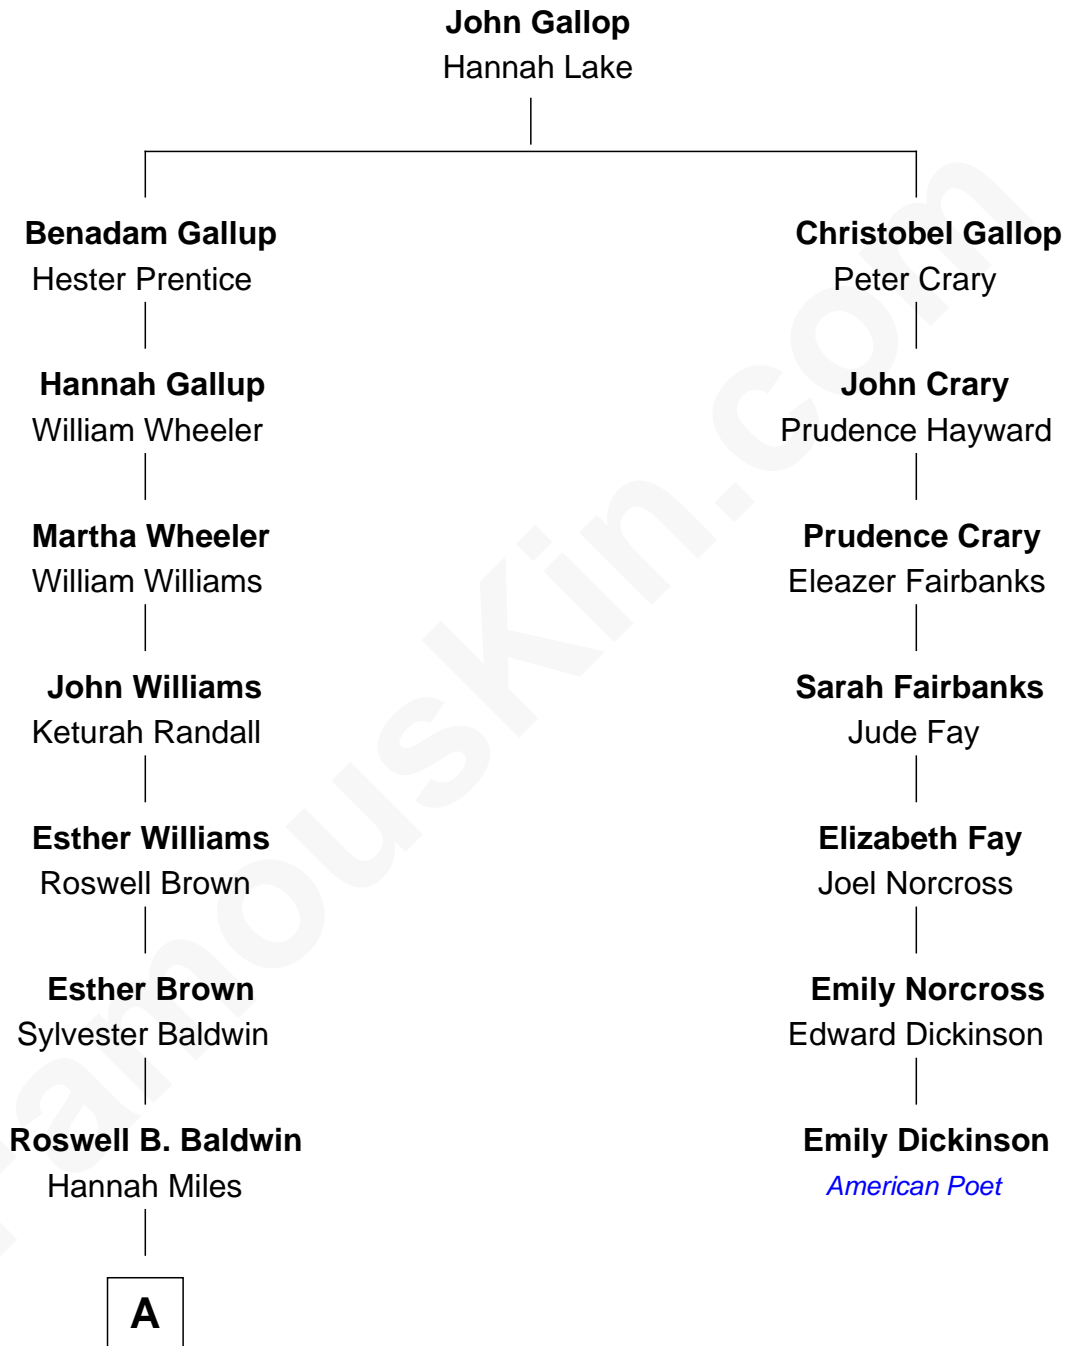 John Gallop
Hannah Lake
Benadam Gallup
Hester Prentice
Christobel Gallop
Peter Crary
Hannah Gallup
William Wheeler
John Crary
Prudence Hayward
Martha Wheeler
William Williams
Prudence Crary
Eleazer Fairbanks
John Williams
Keturah Randall
Sarah Fairbanks
Jude Fay
Esther Williams
Roswell Brown
Elizabeth Fay
Joel Norcross
Esther Brown
Sylvester Baldwin
Emily Norcross
Edward Dickinson
Roswell B. Baldwin
Hannah Miles
Emily Dickinson
American Poet
A
FamousKin.com